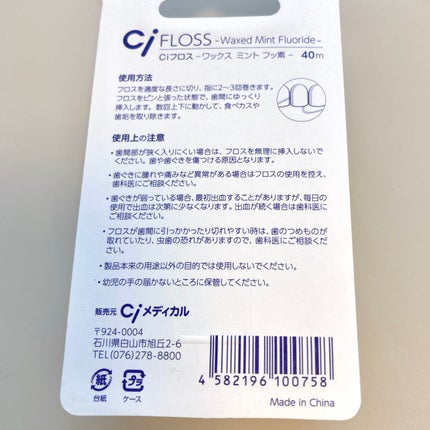 Ci FLOSS -Waxed Mint Fluoride-
Ciフロス -ワックス ミント フッ素- 40m
使用方法
フロスを適度な長さに切り、指に2～3回巻きます。
フロスをピンと張った状態で、歯間にゆっくり
挿入します。数回上下に動かして、食べカスや
歯垢を取り除きます。
使用上の注意
・歯間部が狭く入りにくい場合は、フロスを無理に挿入しないで
ください。歯や歯ぐきを傷つける原因となります。
・歯ぐきに腫れや痛みなど異常がある場合はフロスの使用を控え、
歯科医にご相談ください。
・歯ぐきが弱っている場合、最初出血することがありますが、毎日の
使用で出血は次第に少なくなります。出血が続く場合は歯科医に
ご相談ください。
・フロスが歯間に引っかかったり切れやすい時は、歯のつめものが
取れていたり、虫歯の恐れがありますので、歯科医にご相談くださ
い。
・製品本来の用途以外の目的では使用しないでください。
・幼児の手の届かないところに保管してください。
販売元 Ciメディカル
〒924-0004
石川県白山市旭丘2-6
TEL(076)278-8800
紙 プラ
台紙 ケース
4 582196 100758
Made in China